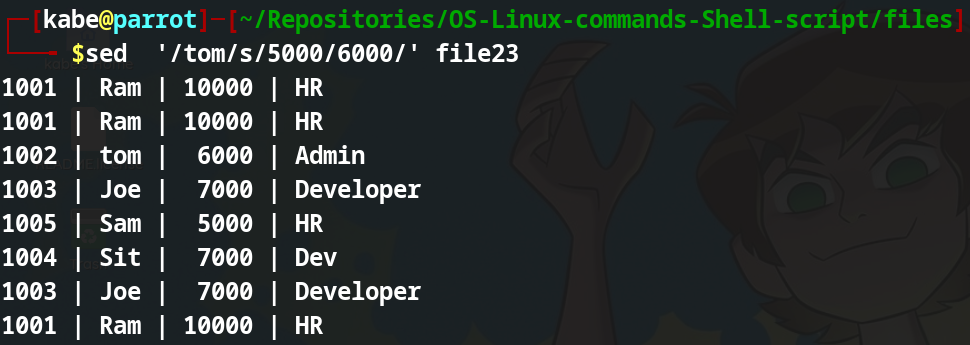 [kabe@parrot]─[~/Repositories/OS-Linux-commands-Shell-script/files]
$sed  '/tom/s/5000/6000/' file23
1001 | Ram | 10000 | HR
1001 | Ram | 10000 | HR
1002 | tom |  6000 | Admin
1003 | Joe |  7000 | Developer
1005 | Sam |  5000 | HR
1004 | Sit |  7000 | Dev
1003 | Joe |  7000 | Developer
1001 | Ram | 10000 | HR